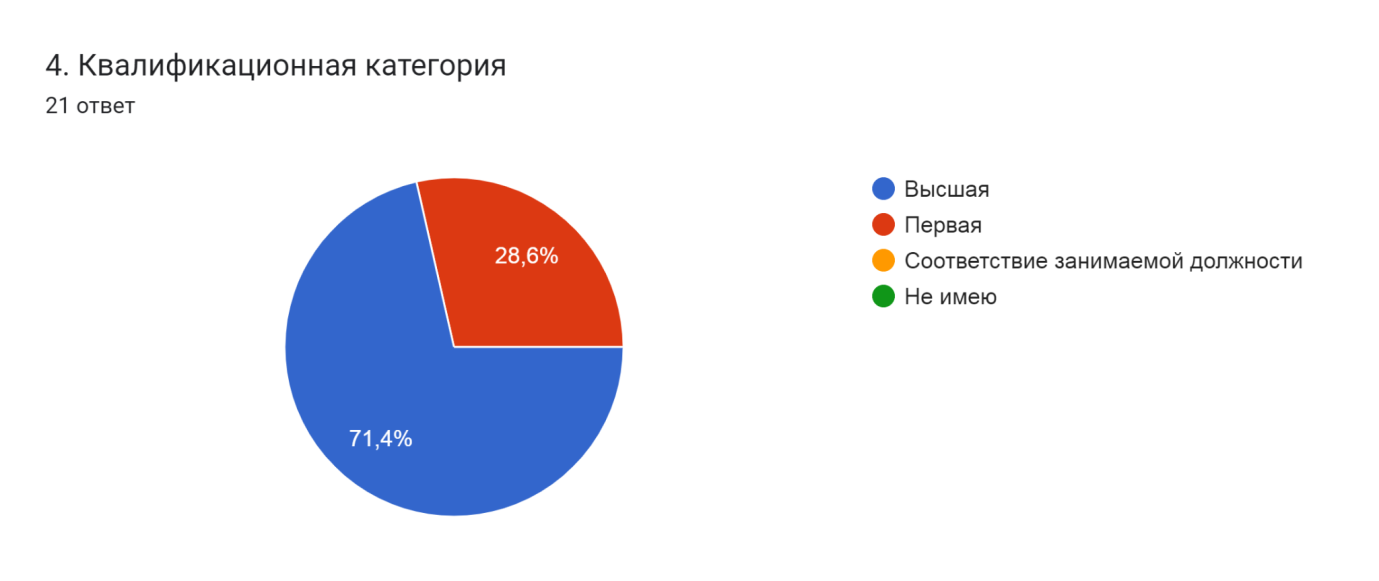 4. Квалификационная категория
21 ответ
Высшая
Первая
Соответствие занимаемой должности
Не имею
28,6%
71,4%